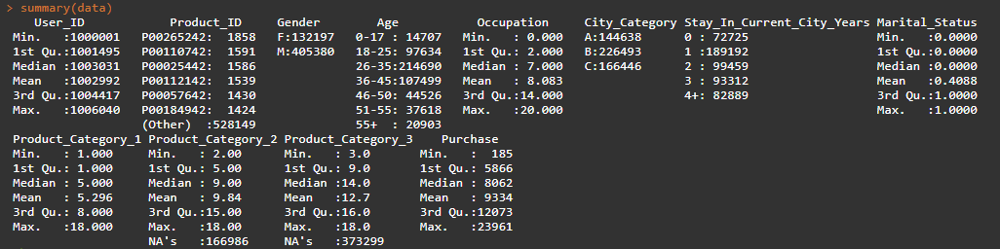 > summary(data)
User_ID Product_ID Gender Age Occupation City_Category Stay_In_Current_City_Years Marital_Status
Min. :1000001 P00265242: 1858 F:132197 0-17 : 14707 Min. : 0.000 A:144638 0 : 72725 Min. :0.0000
1st Qu.:1001495 P00110742: 1591 M:405380 18-25: 97634 1st Qu.: 2.000 B:226493 1 :189192 1st Qu.:0.0000
Median :1003031 P00025442: 1586 26-35:214690 Median : 7.000 C:166446 2 : 99459 Median :0.0000
Mean :1002992 P00112142: 1539 36-45:107499 Mean : 8.083 3 : 93312 Mean :0.4088
3rd Qu.:1004417 P00057642: 1430 46-50: 44526 3rd Qu.:14.000 4+: 82889 3rd Qu.:1.0000
Max. :1006040 P00184942: 1424 51-55: 37618 Max. :20.000 Max. :1.0000
(Other) :528149 55+ : 20903
Product_Category_1 Product_Category_2 Product_Category_3 Purchase
Min. : 1.000 Min. : 2.00 Min. : 3.0 Min. : 185
1st Qu.: 1.000 1st Qu.: 5.00 1st Qu.: 9.0 1st Qu.: 5866
Median : 5.000 Median : 9.00 Median :14.0 Median : 8062
Mean : 5.296 Mean : 9.84 Mean :12.7 Mean : 9334
3rd Qu.: 8.000 3rd Qu.:15.00 3rd Qu.:16.0 3rd Qu.:12073
Max. :18.000 Max. :18.00 Max. :18.0 Max. :23961
NA's :166986 NA's :373299